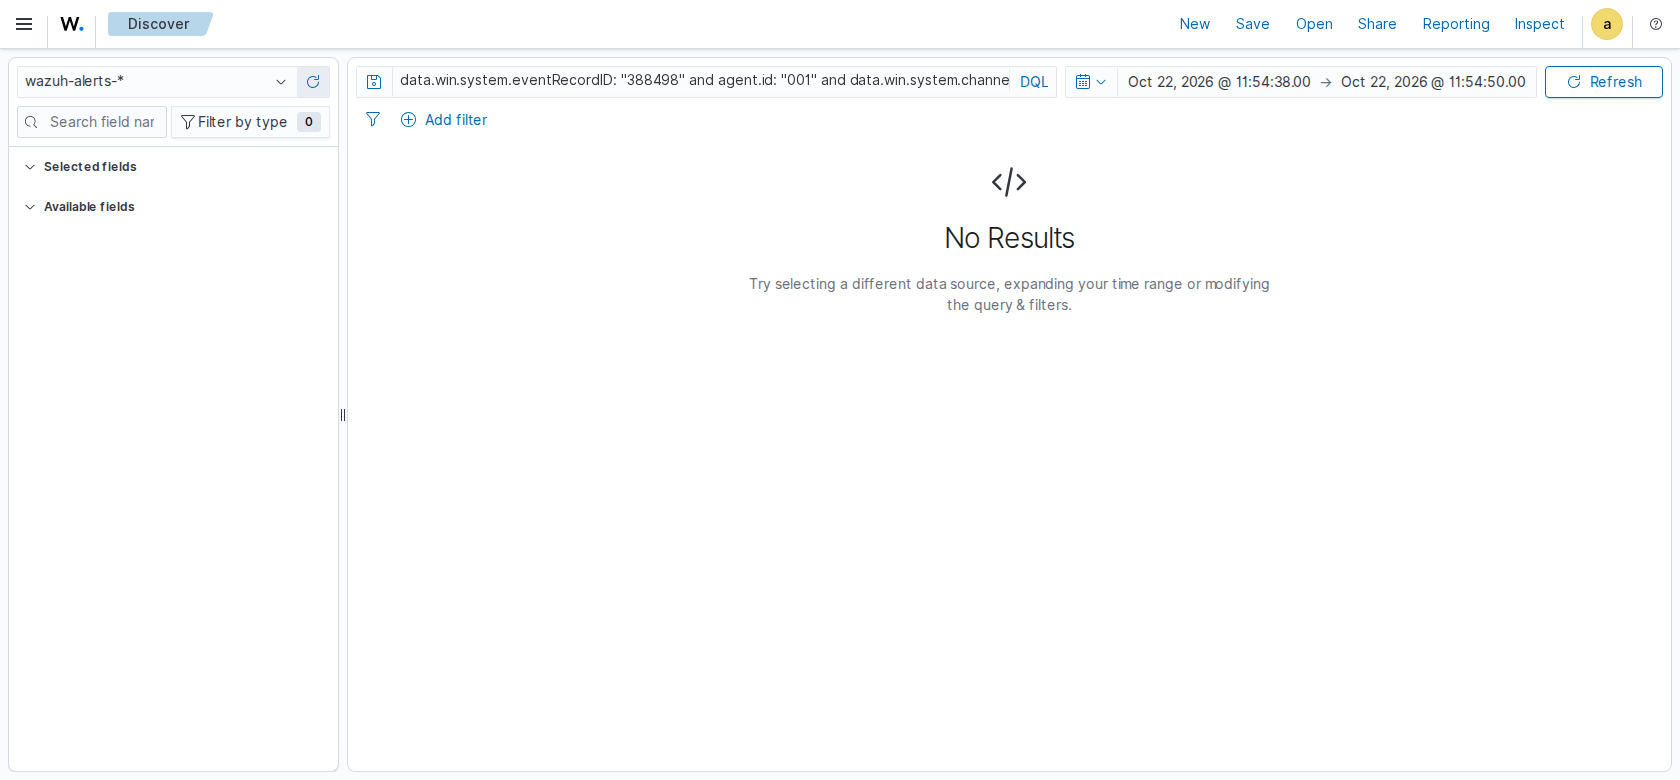 W.
Discover
New
Save
Open
Share
Reporting
Inspect
a
wazuh-alerts-*
data.win.system.eventRecordID: "388498" and agent.id: "001" and data.win.system.channe
DQL
Oct 22, 2026 @ 11:54:38.00 → Oct 22, 2026 @ 11:54:50.00
Refresh
Search field nar
Filter by type 0
Add filter
Selected fields
Available fields
No Results
Try selecting a different data source, expanding your time range or modifying
the query & filters.